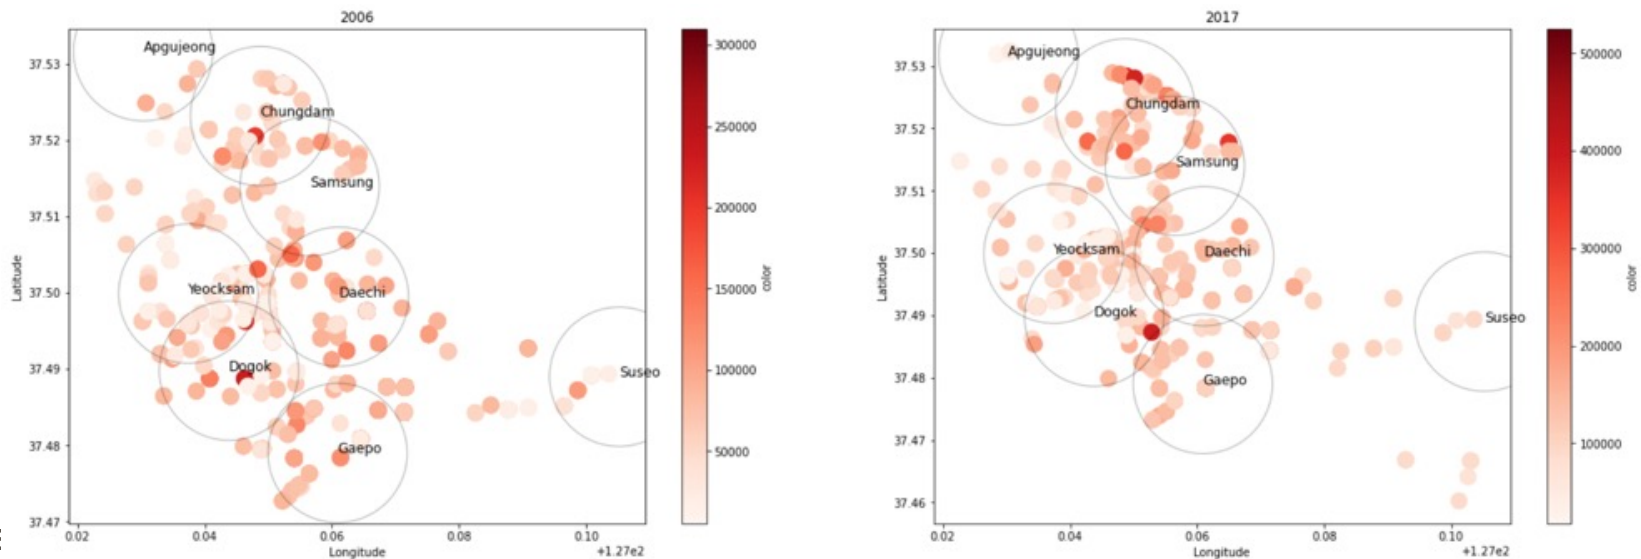 2006
Apgujeong
Chungdam
Samsung
Yeocksam
Daechi
Dogok
Suseo
Gaepo
37.53
37.52
37.51
37.50
37.49
37.48
37.47
Latitude
0.02 0.04 0.06 0.08 0.10
Longitude
+1.27e2
300000
250000
200000
150000
100000
50000
color
2017
Apgujeong
Chungdam
Samsung
Yeocksam
Daechi
Dogok
Suseo
Gaepo
37.53
37.52
37.51
37.50
37.49
37.48
37.47
37.46
Latitude
0.02 0.04 0.06 0.08 0.10
Longitude
+1.27e2
500000
400000
300000
200000
100000
color